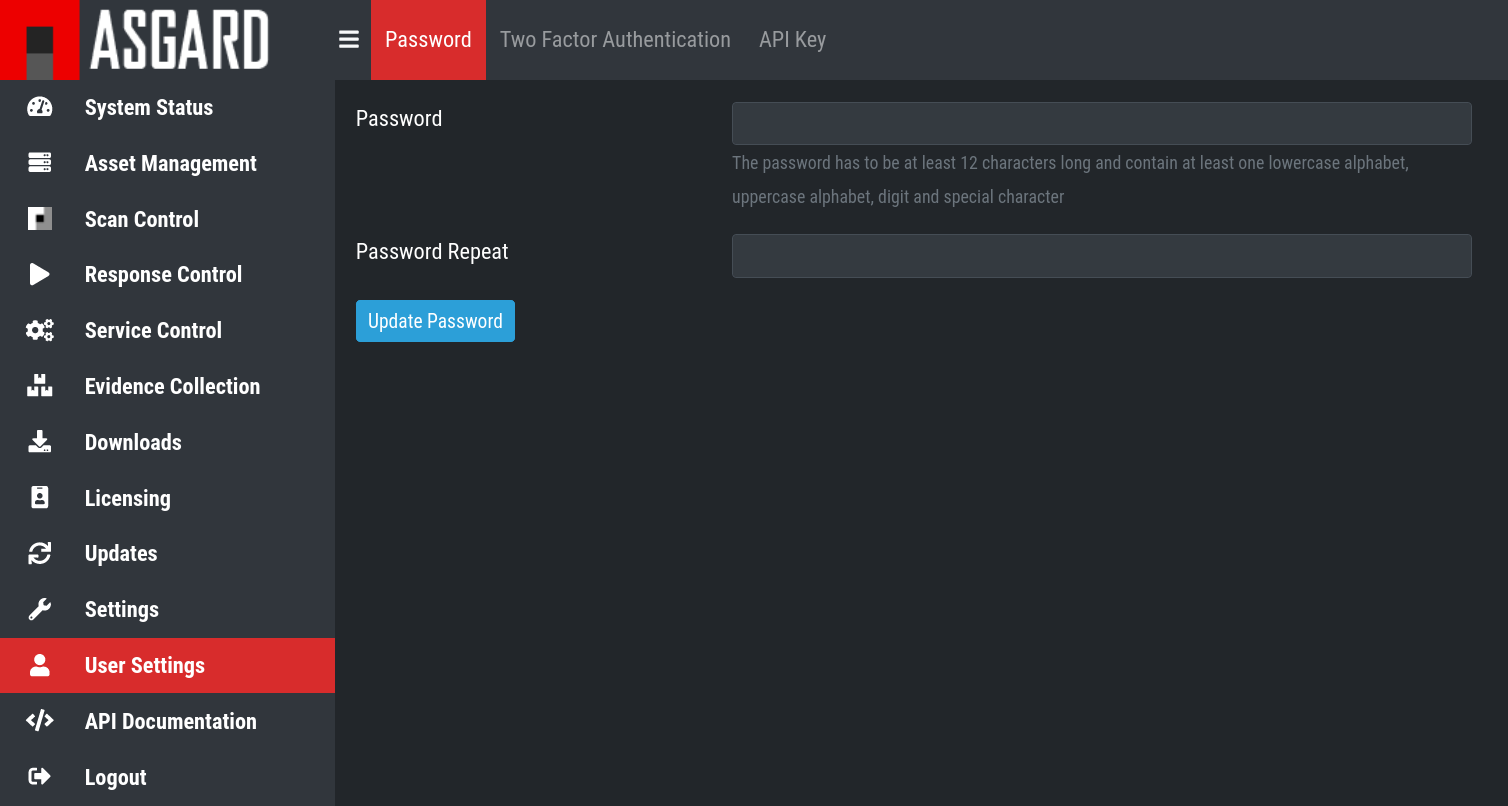 ASGARD
Password Two Factor Authentication API Key
System Status
Asset Management
Scan Control
Response Control
Service Control
Evidence Collection
Downloads
Licensing
Updates
Settings
User Settings
API Documentation
Logout
Password
The password has to be at least 12 characters long and contain at least one lowercase alphabet,
uppercase alphabet, digit and special character
Password Repeat
Update Password